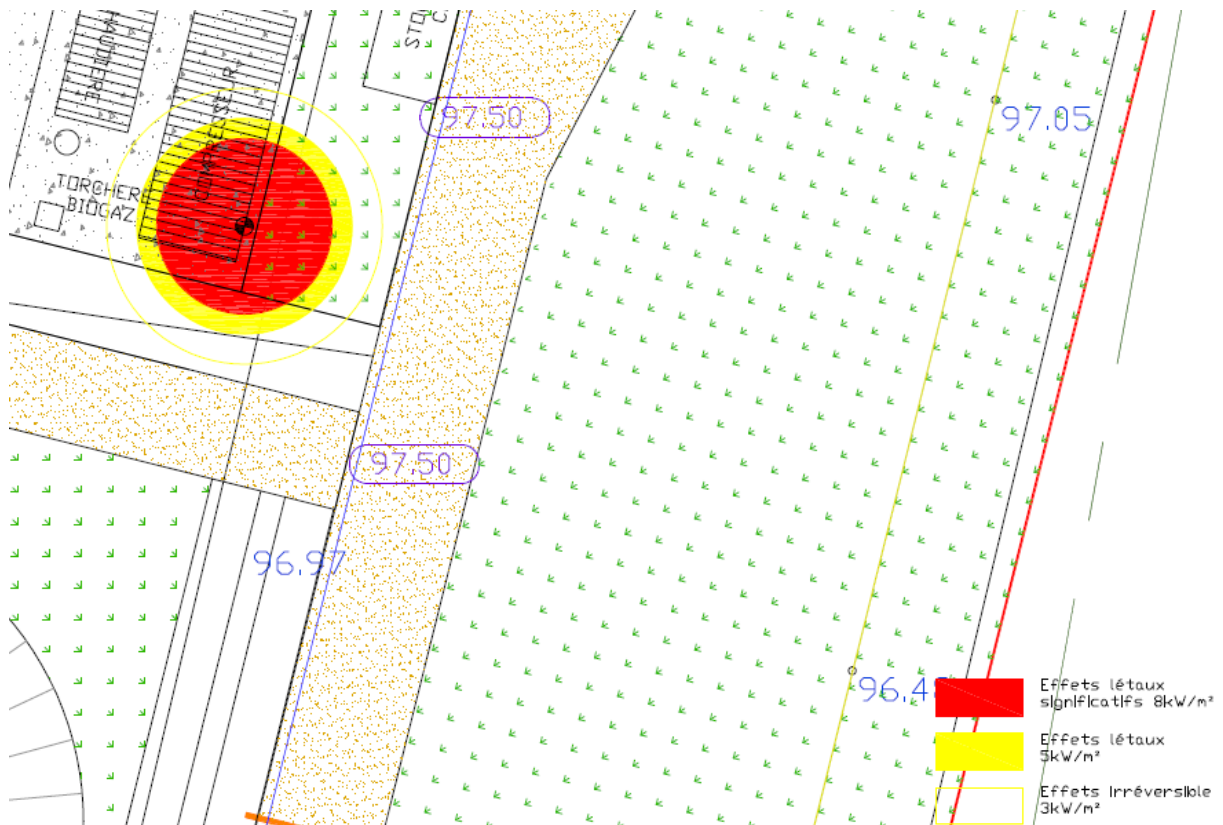 COMPRESSEUR
TORCHERE
BIOGAZ
97.50
97.05
97.50
96.97
Effets létaux
significatifs 8kW/m²
Effets létaux
5kW/m²
Effets Irréversible
3kW/m²